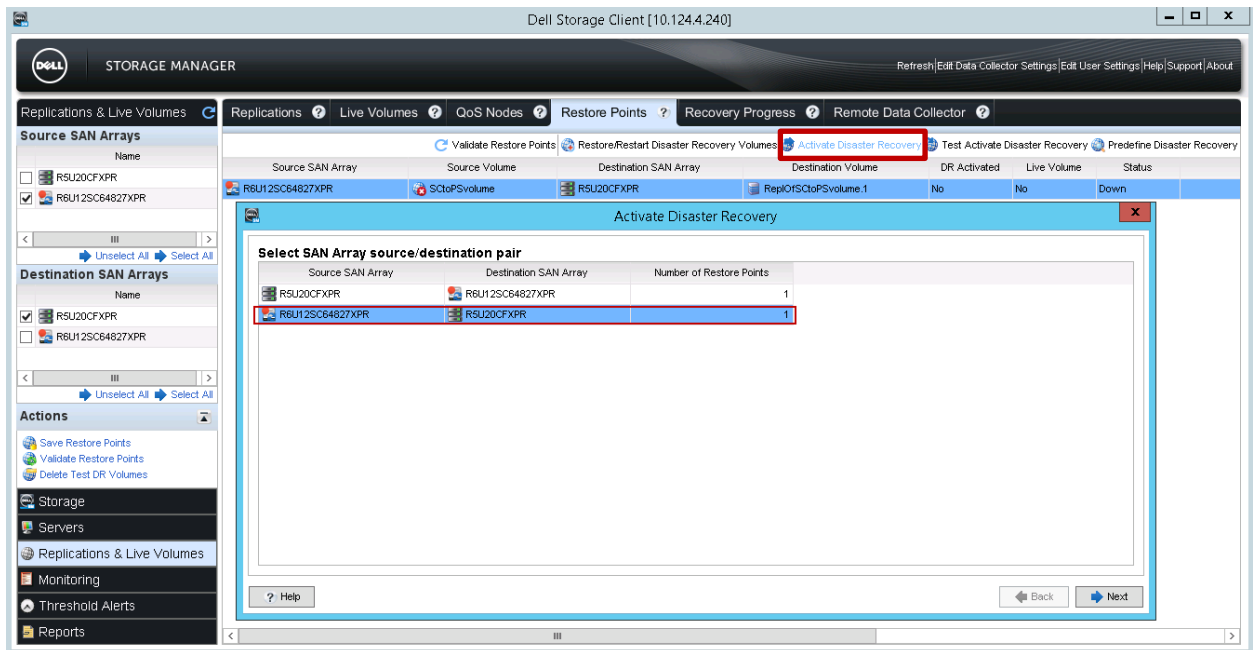 Dell Storage Client [10.124.4.240]
DELL
STORAGE MANAGER
Refresh|Edit Data Collector Settings|Edit User Settings|Help|Support|About
Replications & Live Volumes
Replications ? Live Volumes ? QoS Nodes ? Restore Points ? Recovery Progress ? Remote Data Collector ?
Source SAN Arrays
Name
R5U20CFXPR
R6U12SC64827XPR
Unselect All Select All
Destination SAN Arrays
Name
R5U20CFXPR
R6U12SC64827XPR
Unselect All Select All
Actions
Save Restore Points
Validate Restore Points
Delete Test DR Volumes
Storage
Servers
Replications & Live Volumes
Monitoring
Threshold Alerts
Reports
Validate Restore Points Restore/Restart Disaster Recovery Volumes Activate Disaster Recovery Test Activate Disaster Recovery Predefine Disaster Recovery
Source SAN Array Source Volume Destination SAN Array Destination Volume DR Activated Live Volume Status
R6U12SC64827XPR SCtoPSvolume R5U20CFXPR ReplOfSCtoPSvolume.1 No No Down
Activate Disaster Recovery
Select SAN Array source/destination pair
Source SAN Array Destination SAN Array Number of Restore Points
R5U20CFXPR R6U12SC64827XPR 1
R6U12SC64827XPR R5U20CFXPR 1
? Help
Back Next